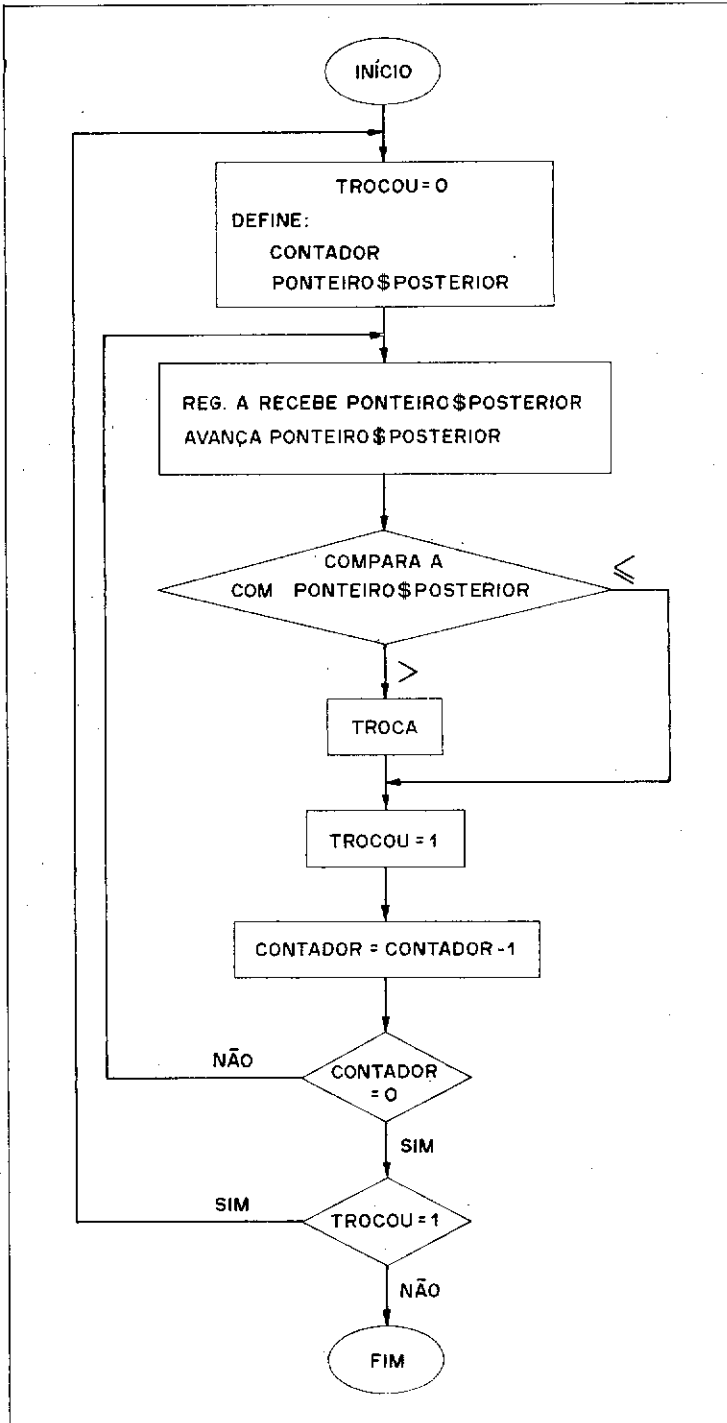 INÍCIO
TROCOU = 0
DEFINE:
CONTADOR
PONTEIRO$POSTERIOR
REG. A RECEBE PONTEIRO$POSTERIOR
AVANÇA PONTEIRO$POSTERIOR
COMPARA A
COM PONTEIRO$POSTERIOR
≤
>
TROCA
TROCOU = 1
CONTADOR = CONTADOR-1
NÃO
CONTADOR
= 0
SIM
SIM
TROCOU = 1
NÃO
FIM